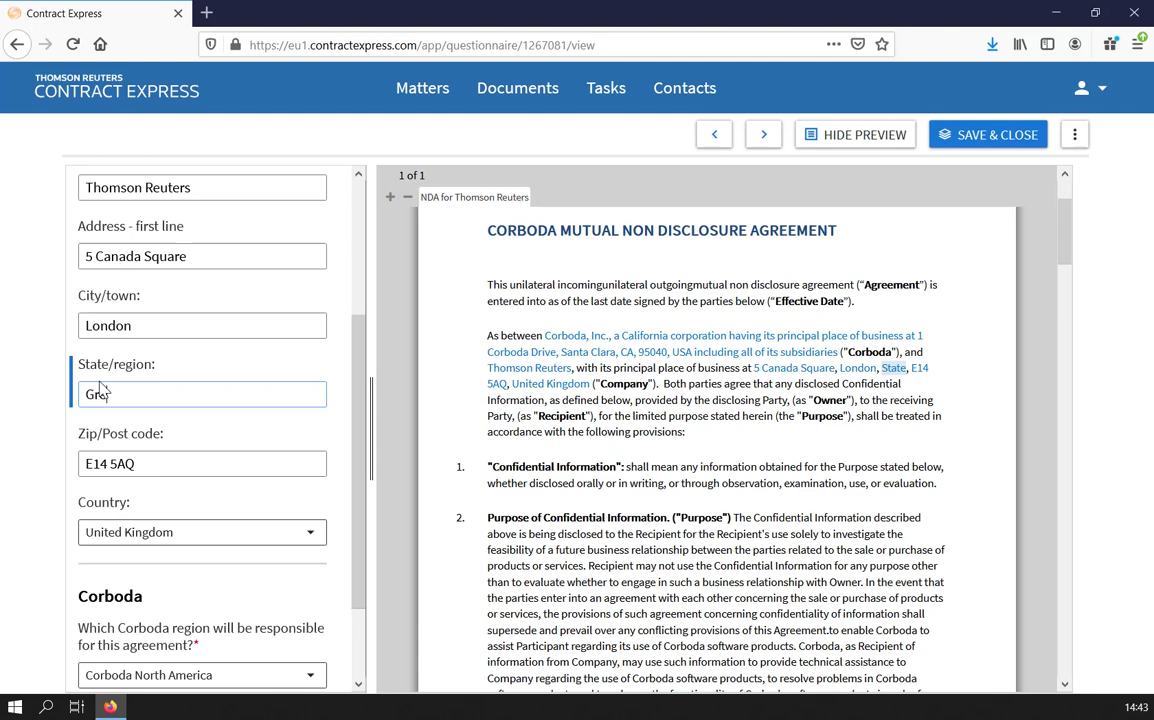 Contract Express
https://eu1.contractexpress.com/app/questionnaire/1267081/view
THOMSON REUTERS
CONTRACT EXPRESS
Matters
Documents
Tasks
Contacts
HIDE PREVIEW
SAVE & CLOSE
Thomson Reuters
Address - first line
5 Canada Square
City/town:
London
State/region:
Zip/Post code:
E14 5AQ
Country:
United Kingdom
Corboda
Which Corboda region will be responsible
for this agreement?*
Corboda North America
1 of 1
NDA for Thomson Reuters
CORBODA MUTUAL NON DISCLOSURE AGREEMENT
This unilateral incomingunilateral outgoingmutual non disclosure agreement (“Agreement”) is
entered into as of the last date signed by the parties below (“Effective Date”).
As between Corboda, Inc., a California corporation having its principal place of business at 1
Corboda Drive, Santa Clara, CA, 95040, USA including all of its subsidiaries ("Corboda"), and
Thomson Reuters, with its principal place of business at 5 Canada Square, London, State, E14
5AQ, United Kingdom ("Company"). Both parties agree that any disclosed Confidential
Information, as defined below, provided by the disclosing Party, (as "Owner"), to the receiving
Party, (as "Recipient"), for the limited purpose stated herein (the "Purpose"), shall be treated in
accordance with the following provisions:
1. "Confidential Information": shall mean any information obtained for the Purpose stated below,
whether disclosed orally or in writing, or through observation, examination, use, or evaluation.
2. Purpose of Confidential Information. ("Purpose") The Confidential Information described
above is being disclosed to the Recipient for the Recipient's use solely to investigate the
feasibility of a future business relationship between the parties related to the sale or purchase of
products or services. Recipient may not use the Confidential Information for any purpose other
than to evaluate whether to engage in such a business relationship with Owner. In the event that
the parties enter into an agreement with each other concerning the sale or purchase of products
or services, the provisions of such agreement concerning confidentiality of information shall
supersede and prevail over any conflicting provisions of this Agreement.to enable Corboda to
assist Participant regarding its use of Corboda software products. Corboda, as Recipient of
information from Company, may use such information to provide technical assistance to
Company regarding the use of Corboda software products, to resolve problems in Corboda
14:43